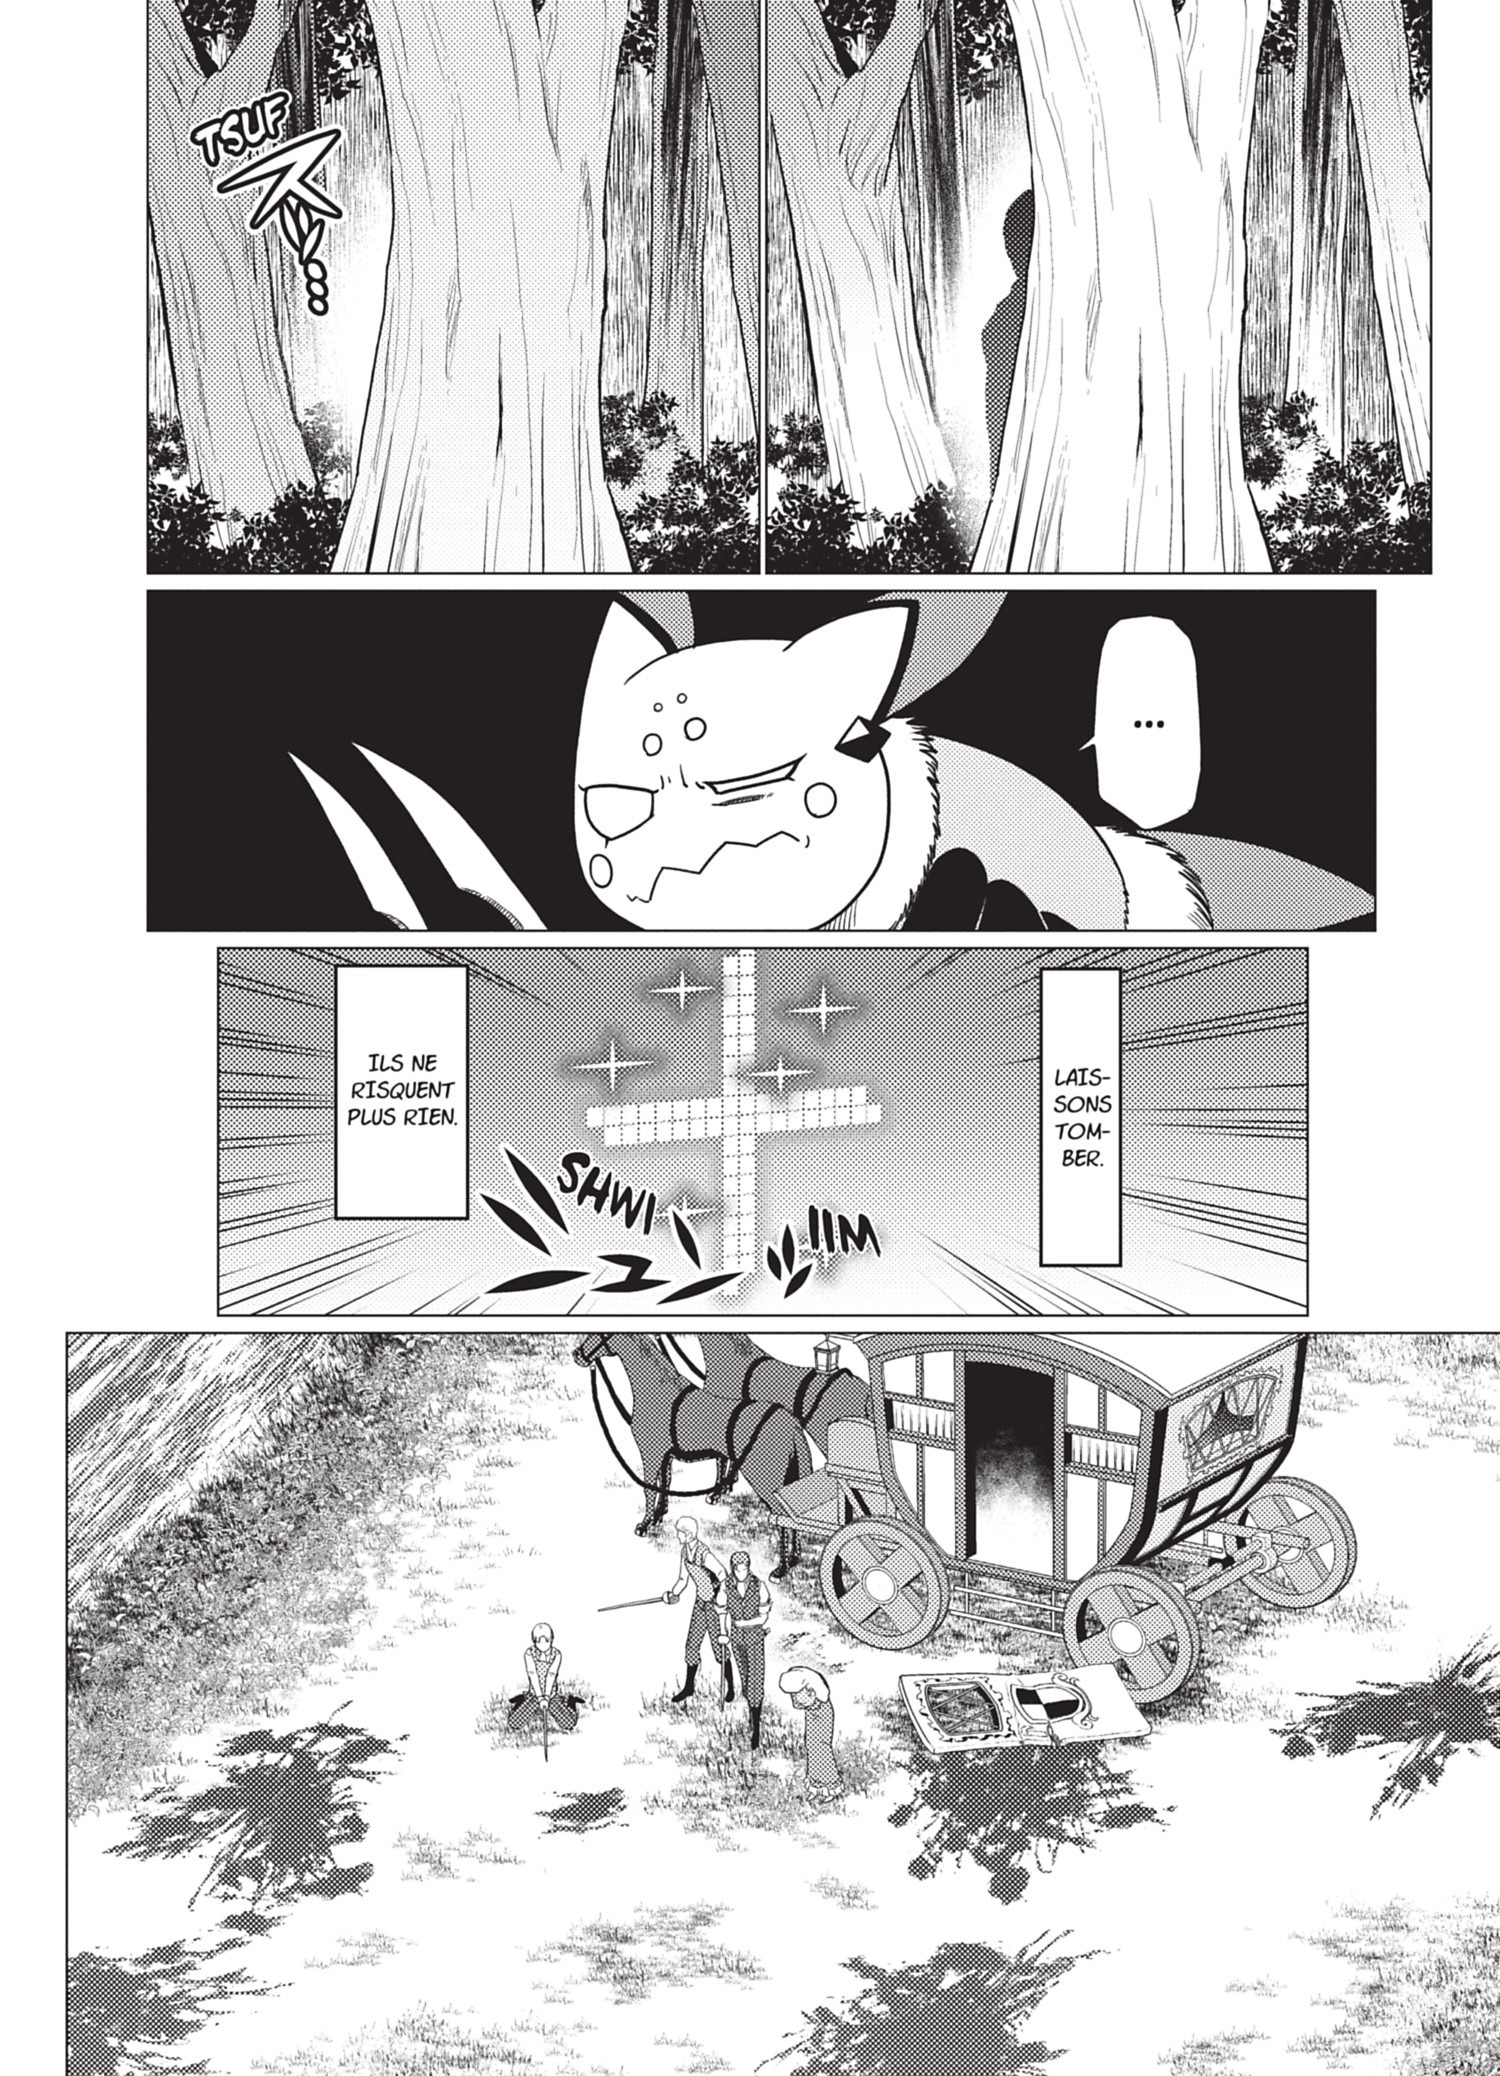 TSUF
ス…
...
LAIS-
SONS
TOM-
BER.
ILS NE
RISQUENT
PLUS RIEN.
SHWI
IIM